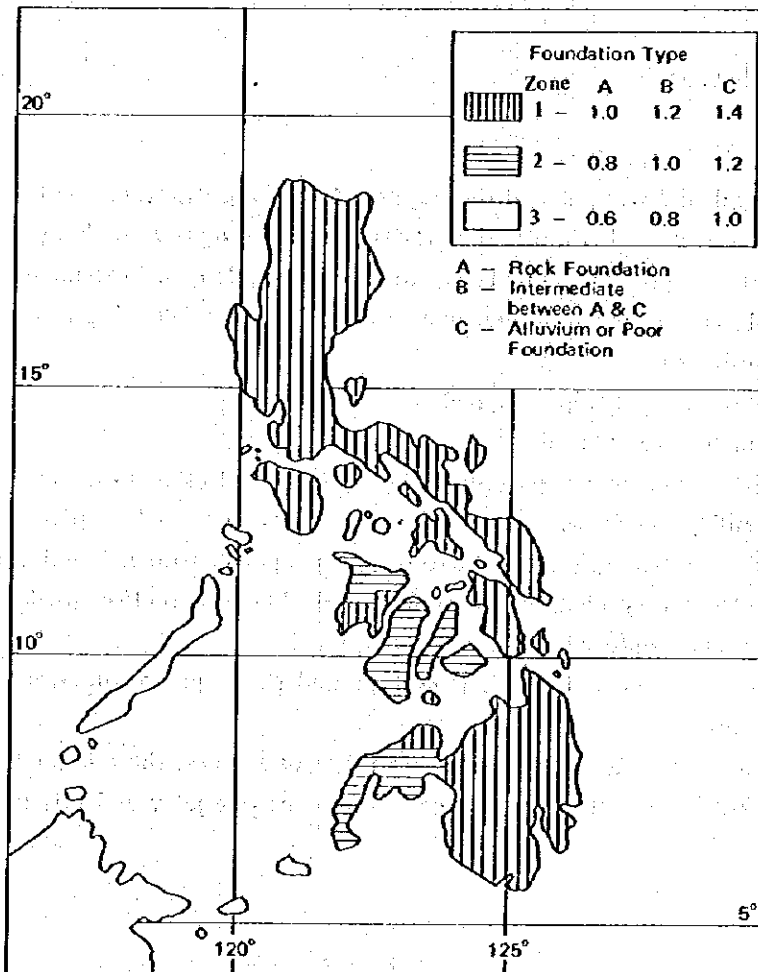 Foundation Type
Zone A B C
1 - 1.0 1.2 1.4
2 - 0.8 1.0 1.2
3 - 0.6 0.8 1.0
A - Rock Foundation
B - Intermediate
between A & C
C - Alluvium or Poor
Foundation
20°
15°
10°
5°
120°
125°